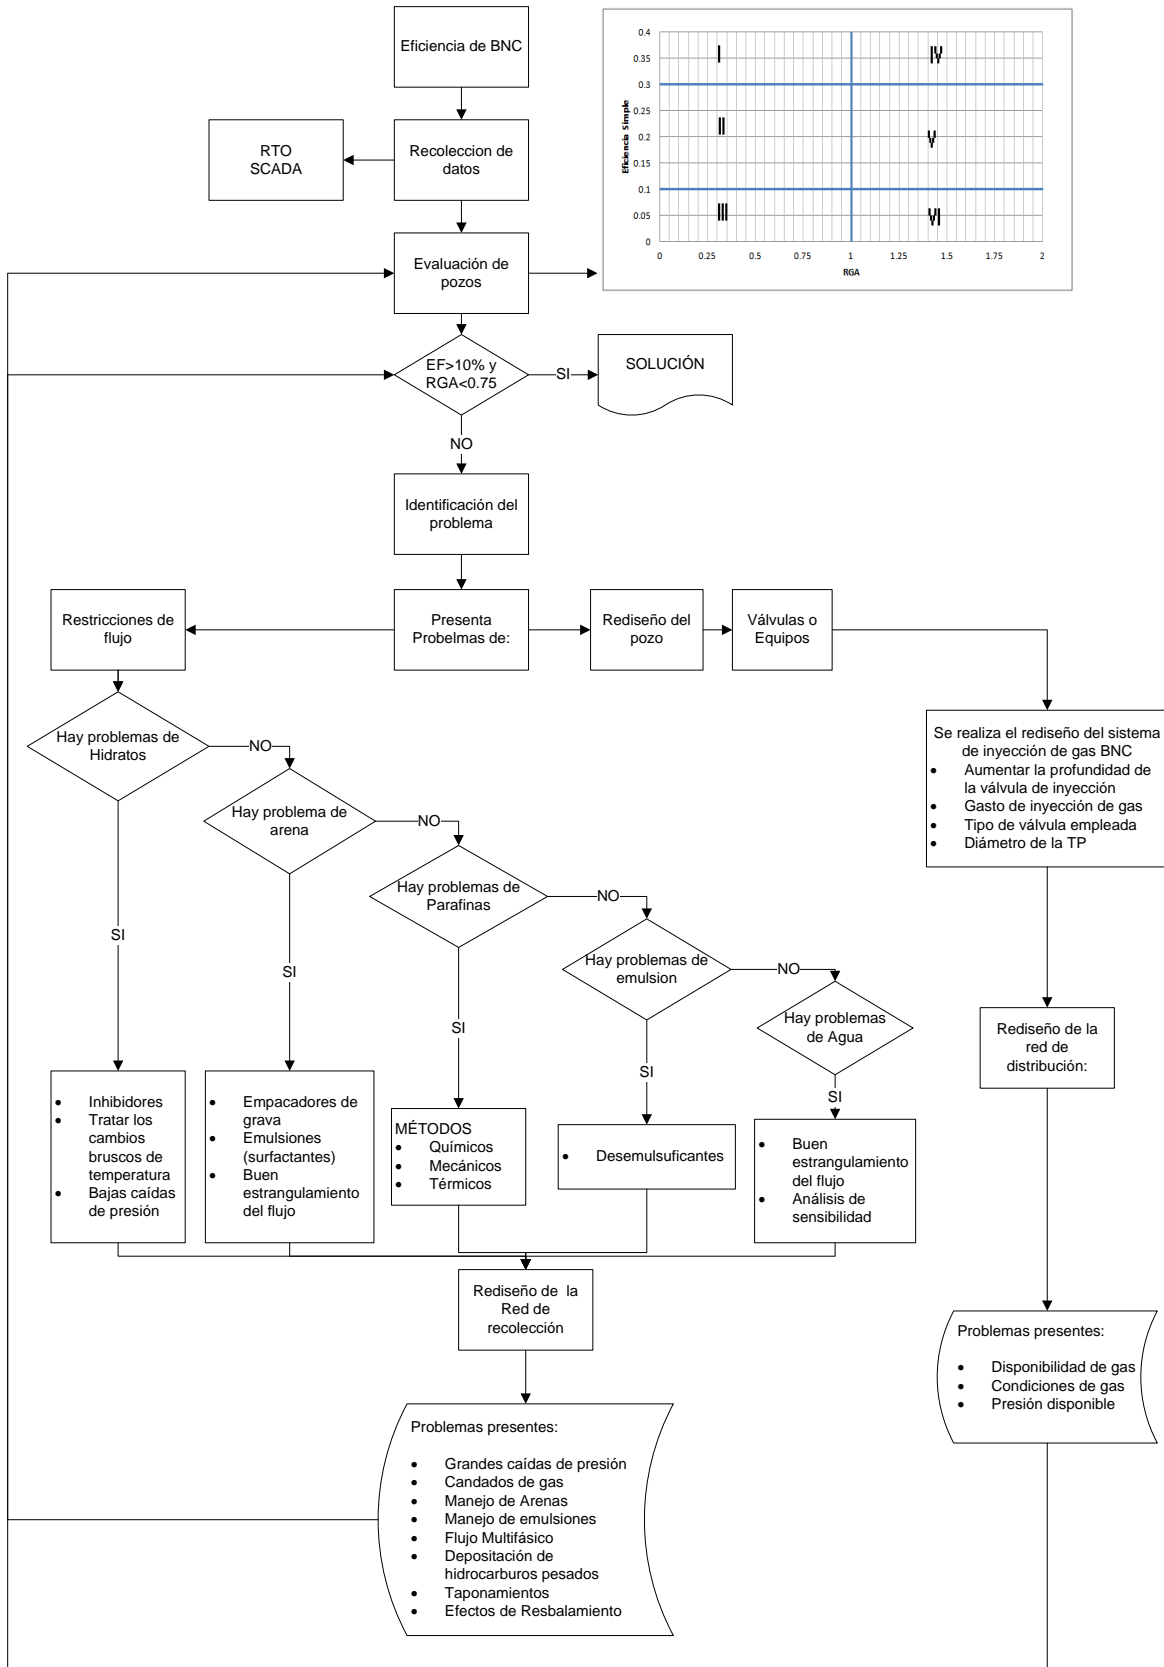 Eficiencia de BNC
RTO
SCADA
Recoleccion de
datos
Evaluación de
pozos
0.4
0.35
0.3
0.25
0.2
0.15
0.1
0.05
0
Eficiencia Simple
I
IV
II
V
III
VI
0
0.25
0.5
0.75
1
1.25
1.5
1.75
2
RGA
EF>10% y
RGA<0.75
SI
SOLUCIÓN
NO
Identificación del
problema
Restricciones de
flujo
Presenta
Probelmas de:
Rediseño del
pozo
Válvulas o
Equipos
Hay problemas de
Hidratos
NO
Hay problema de
arena
NO
Hay problemas de
Parafinas
NO
Hay problemas de
emulsion
NO
Hay problemas
de Agua
Se realiza el rediseño del sistema
de inyección de gas BNC
• Aumentar la profundidad de
la válvula de inyección
• Gasto de inyección de gas
• Tipo de válvula empleada
• Diámetro de la TP
SI
SI
SI
SI
SI
Rediseño de la
red de
distribución:
• Inhibidores
• Tratar los
cambios
bruscos de
temperatura
• Bajas caídas
de presión
• Empacadores de
grava
• Emulsiones
(surfactantes)
• Buen
estrangulamiento
del flujo
MÉTODOS
• Químicos
• Mecánicos
• Térmicos
• Desemulsuficantes
• Buen
estrangulamiento
del flujo
• Análisis de
sensibilidad
Rediseño de la
Red de
recolección
Problemas presentes:
• Disponibilidad de gas
• Condiciones de gas
• Presión disponible
Problemas presentes:
• Grandes caídas de presión
• Candados de gas
• Manejo de Arenas
• Manejo de emulsiones
• Flujo Multifásico
• Depositación de
hidrocarburos pesados
• Taponamientos
• Efectos de Resbalamiento